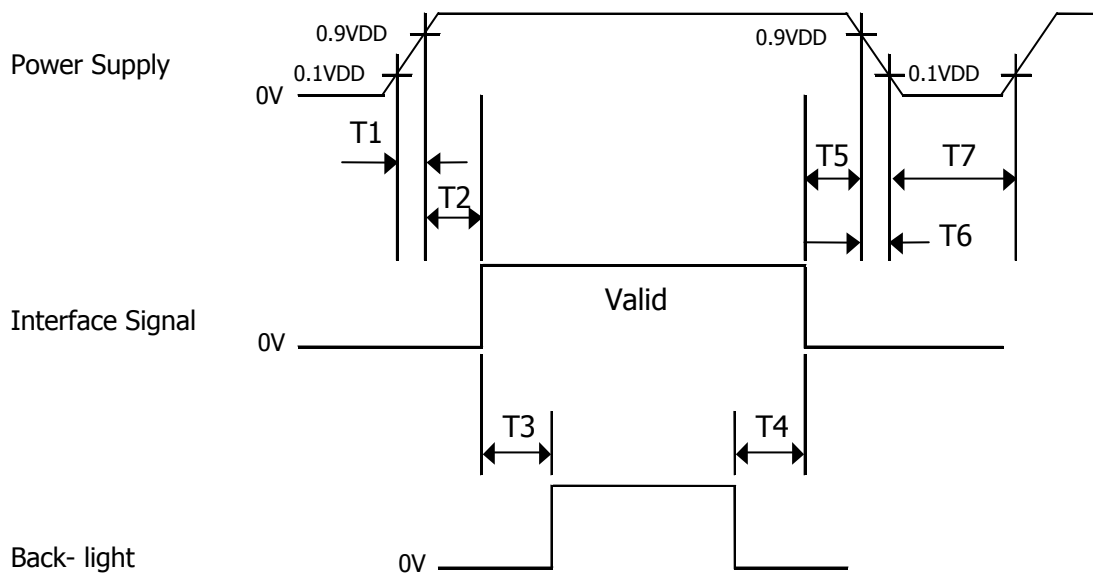 0.9VDD
0.9VDD
Power Supply
0.1VDD
0.1VDD
0V
T1
T5
T7
T2
T6
Valid
Interface Signal
0V
T3
T4
Back- light
0V